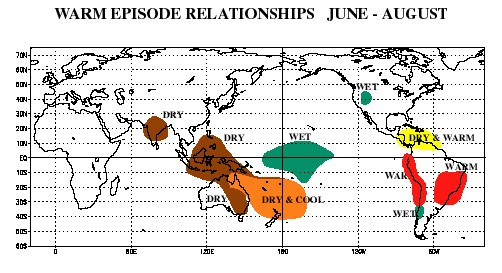 WARM EPISODE RELATIONSHIPS JUNE - AUGUST
70N
60N
50N
40N
30N
20N
10N
EQ
10S
20S
30S
40S
50S
60S
WET
DRY
DRY
WET
DRY & WARM
WAR
WARM
DRY
DRY & COOL
WET
0
60E
120E
180
120W
60W